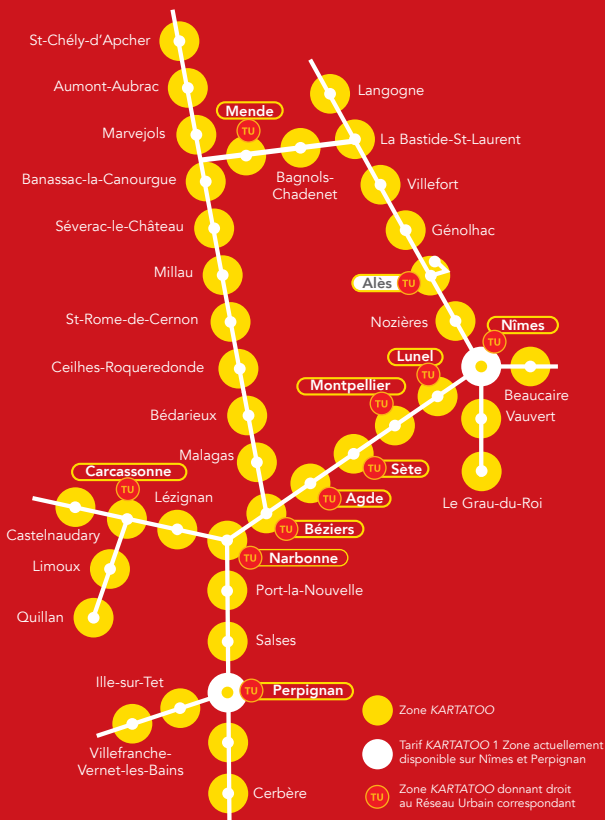 St-Chély-d'Apcher
Aumont-Aubrac
Marvejols
Banassac-la-Canourgue
Séverac-le-Château
Millau
St-Rome-de-Cernon
Ceilhes-Roqueredonde
Bédarieux
Malagas
Mende
TU
Bagnols-
Chadenet
Langogne
La Bastide-St-Laurent
Villefort
Génolhac
Alès
TU
Nozières
Nîmes
TU
Beaucaire
Vauvert
Le Grau-du-Roi
Lunel
TU
Montpellier
TU
TU
Sète
TU
Agde
TU
Béziers
TU
Narbonne
Carcassonne
TU
Lézignan
Castelnaudary
Limoux
Quillan
Port-la-Nouvelle
Salses
TU
Perpignan
Ille-sur-Tet
Villefranche-
Vernet-les-Bains
Cerbère
Zone KARTATOO
Tarif KARTATOO 1 Zone actuellement
disponible sur Nîmes et Perpignan
TU
Zone KARTATOO donnant droit
au Réseau Urbain correspondant